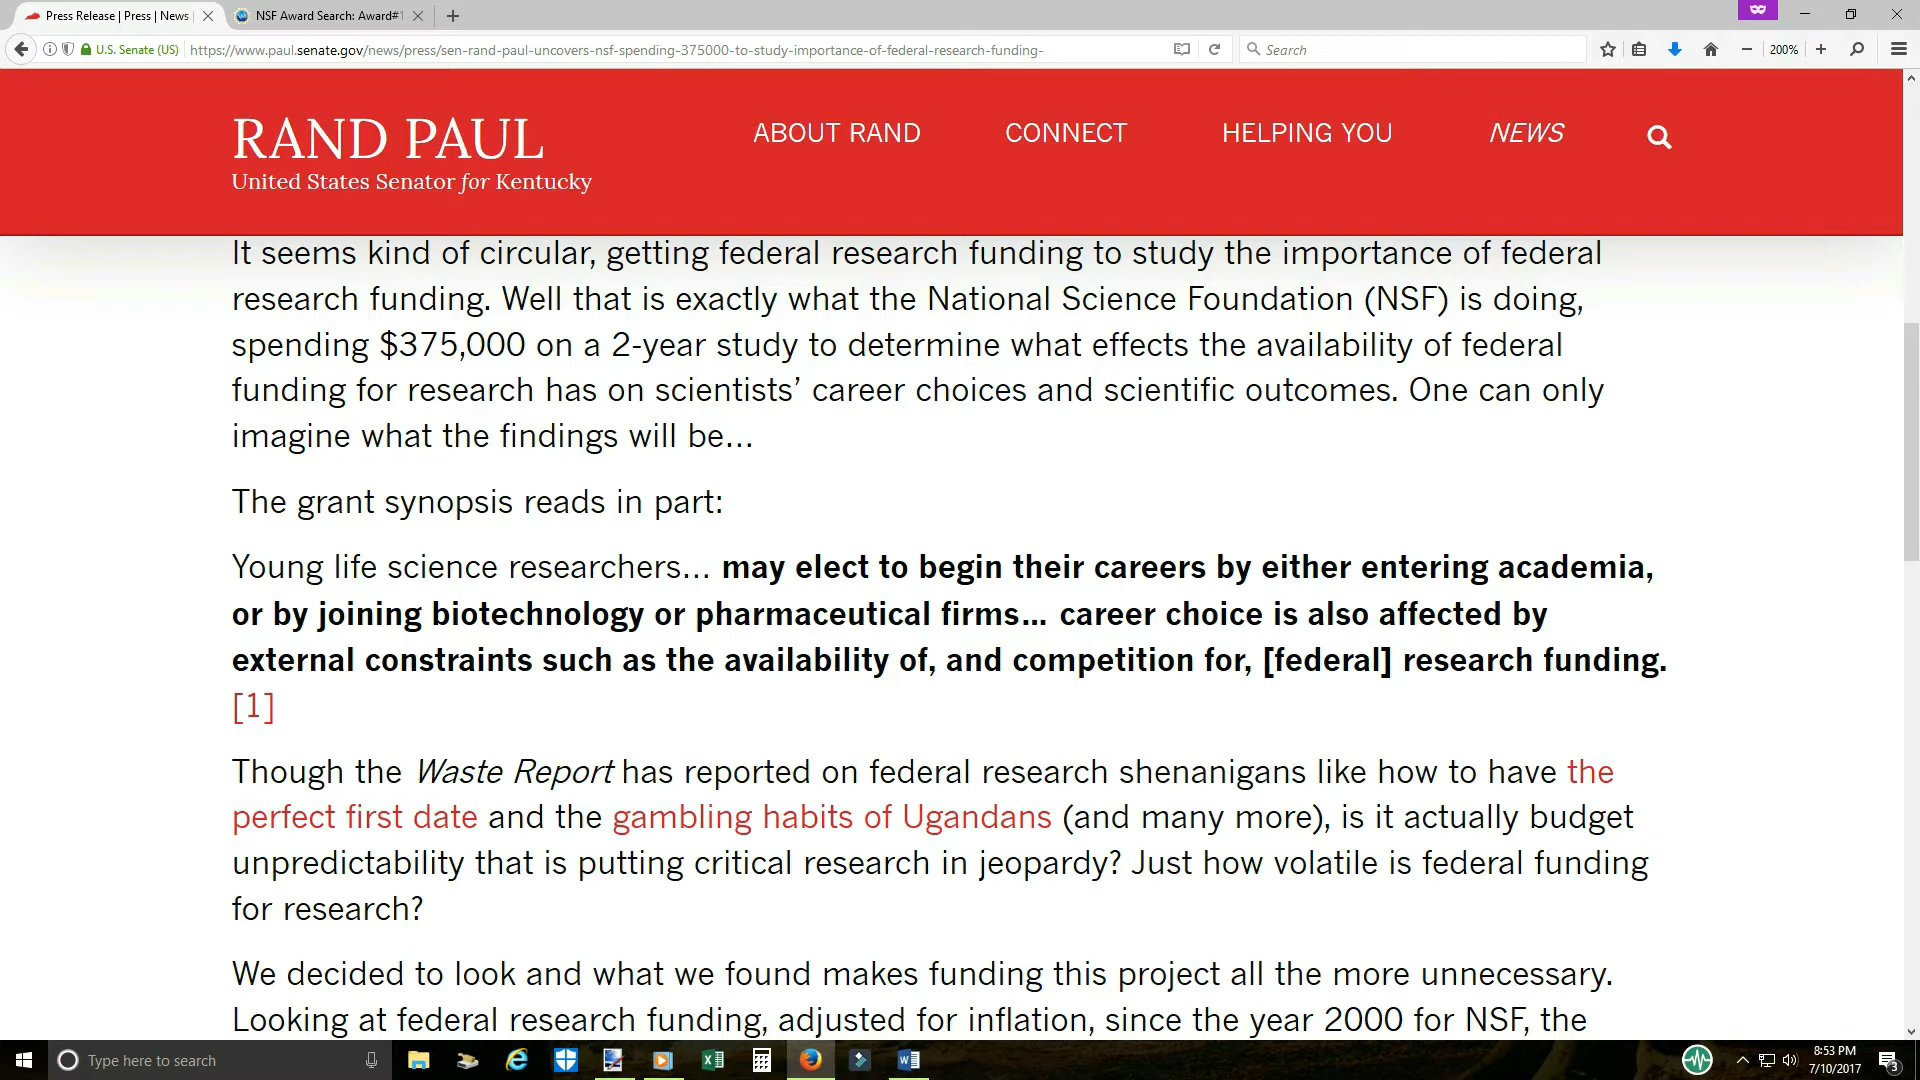 Press Release | Press | News
NSF Award Search: Award#1
U.S. Senate (US)
https://www.paul.senate.gov/news/press/sen-rand-paul-uncovers-nsf-spending-375000-to-study-importance-of-federal-research-funding-
Search
200%
RAND PAUL
United States Senator for Kentucky
ABOUT RAND
CONNECT
HELPING YOU
NEWS
It seems kind of circular, getting federal research funding to study the importance of federal
research funding. Well that is exactly what the National Science Foundation (NSF) is doing,
spending $375,000 on a 2-year study to determine what effects the availability of federal
funding for research has on scientists’ career choices and scientific outcomes. One can only
imagine what the findings will be…
The grant synopsis reads in part:
Young life science researchers… may elect to begin their careers by either entering academia,
or by joining biotechnology or pharmaceutical firms… career choice is also affected by
external constraints such as the availability of, and competition for, [federal] research funding.
[1]
Though the Waste Report has reported on federal research shenanigans like how to have the
perfect first date and the gambling habits of Ugandans (and many more), is it actually budget
unpredictability that is putting critical research in jeopardy? Just how volatile is federal funding
for research?
We decided to look and what we found makes funding this project all the more unnecessary.
Looking at federal research funding, adjusted for inflation, since the year 2000 for NSF, the
Type here to search
8:53 PM
7/10/2017
3